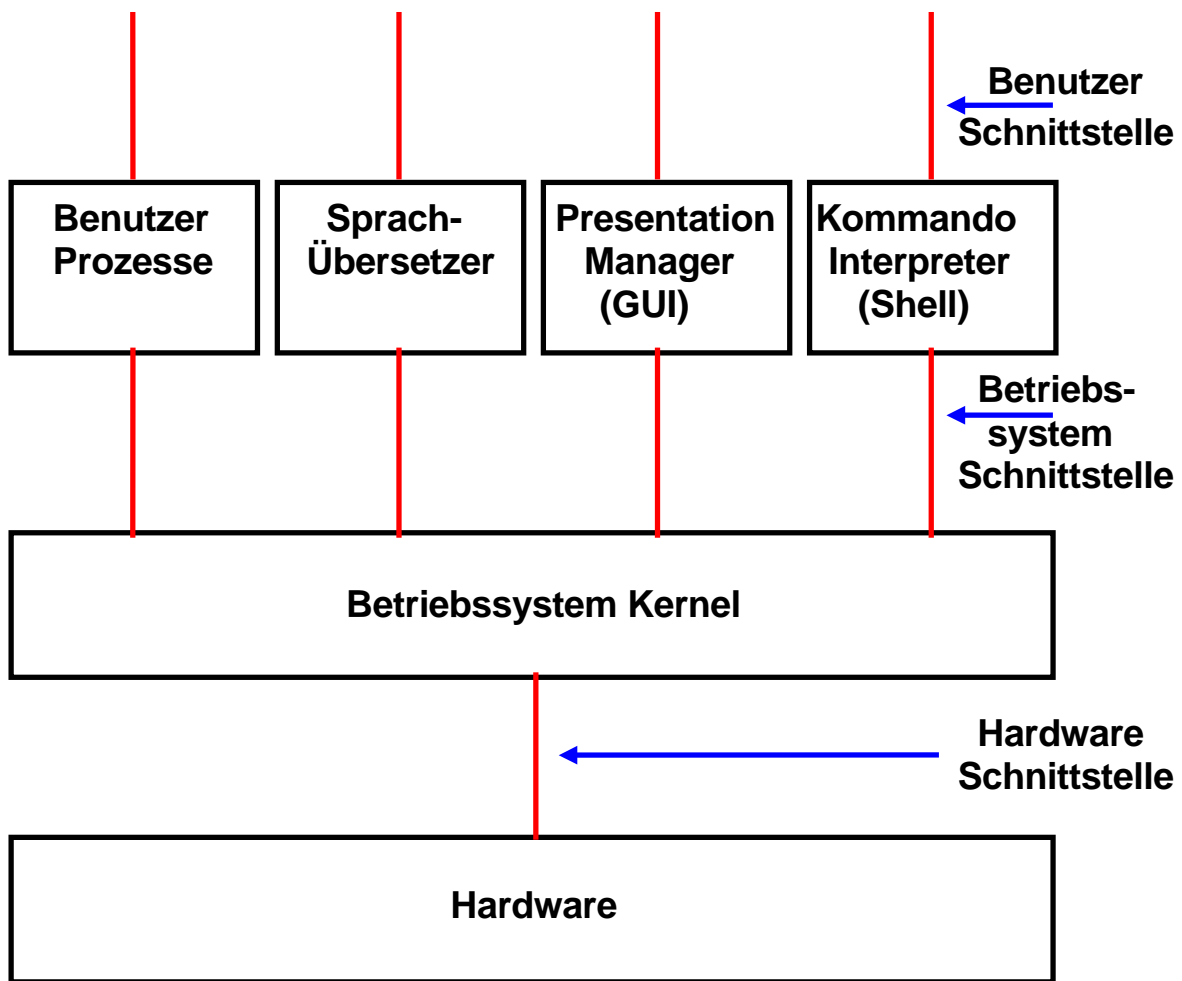 Benutzer
Schnittstelle
Benutzer
Prozesse
Sprach-
Übersetzer
Presentation
Manager
(GUI)
Kommando
Interpreter
(Shell)
Betriebs-
system
Schnittstelle
Betriebssystem Kernel
Hardware
Schnittstelle
Hardware